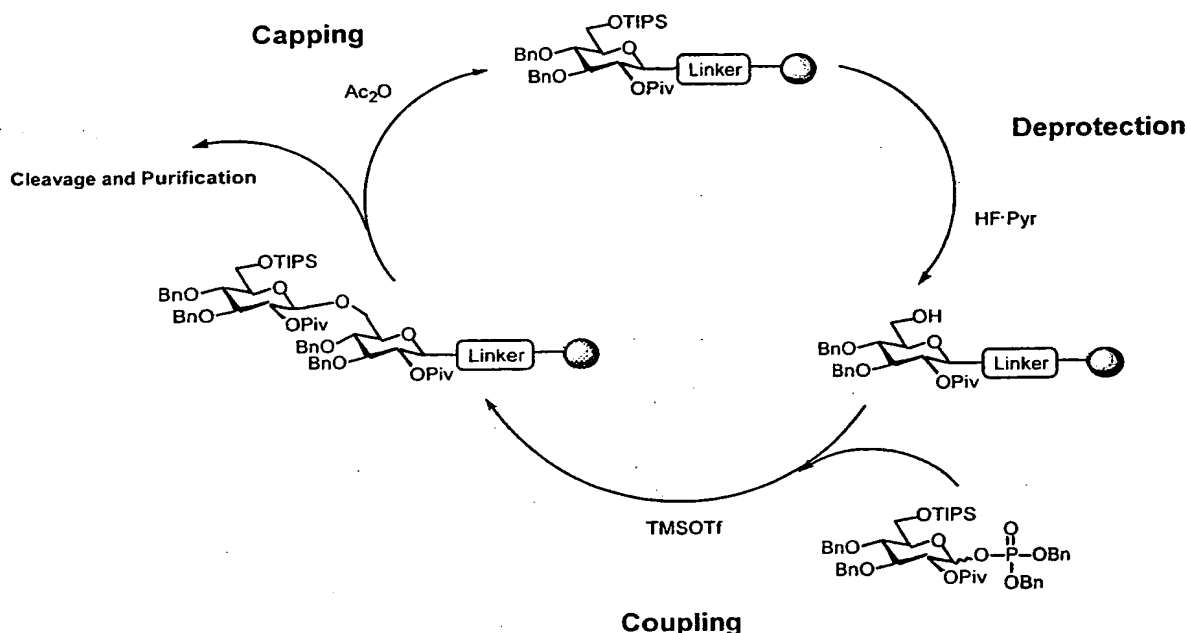 Capping
OTIPS
BnO
O
BnO
OPiv
Linker
Ac2O
Deprotection
Cleavage and Purification
HF·Pyr
OTIPS
BnO
O
BnO
OPiv
O
BnO
O
BnO
OPiv
Linker
OH
BnO
O
BnO
OPiv
Linker
TMSOTf
OTIPS
BnO
O
BnO
OPiv
O
O
P
OBn
OBn
Coupling